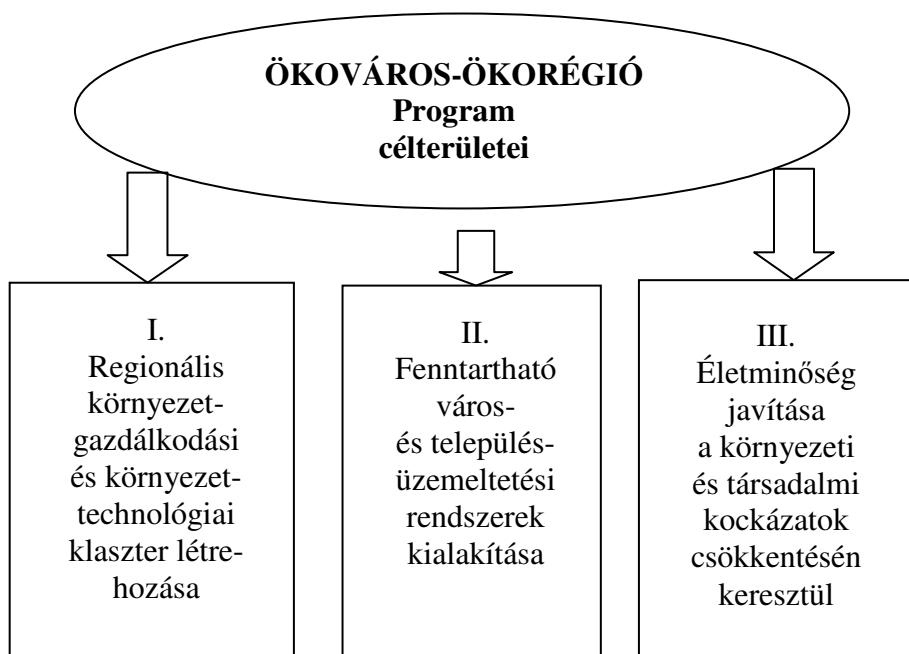 ÖKOVÁROS-ÖKORÉGIÓ
Program
célterületei
I.
Regionális
környezet-
gazdálkodási
és környezet-
technológiai
klaszter létre-
hozása
II.
Fenntartható
város-
és település-
üzemeltetési
rendszerek
kialakítása
III.
Életminőség
javítása
a környezeti
és társadalmi
kockázatok
csökkentésén
keresztül